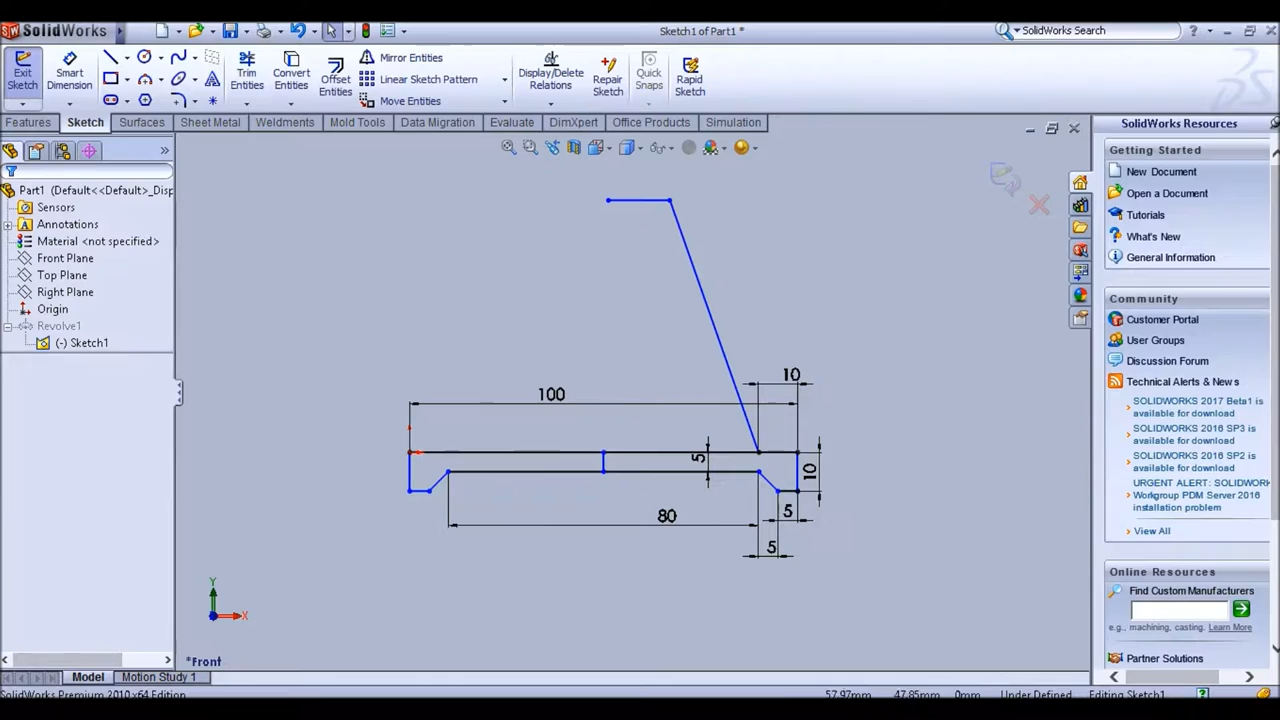 SolidWorks
Sketch1 of Part1 *
SolidWorks Search
Exit Sketch
Smart Dimension
Trim Entities
Convert Entities
Offset Entities
Mirror Entities
Linear Sketch Pattern
Move Entities
Display/Delete Relations
Repair Sketch
Quick Snaps
Rapid Sketch
Features
Sketch
Surfaces
Sheet Metal
Weldments
Mold Tools
Data Migration
Evaluate
DimXpert
Office Products
Simulation
Part1 (Default<<Default>_Disp
Sensors
Annotations
Material <not specified>
Front Plane
Top Plane
Right Plane
Origin
Revolve1
(-) Sketch1
10
100
5
10
80
5
5
Y
X
*Front
SolidWorks Resources
Getting Started
New Document
Open a Document
Tutorials
What's New
General Information
Community
Customer Portal
User Groups
Discussion Forum
Technical Alerts & News
SOLIDWORKS 2017 Beta1 is
available for download
SOLIDWORKS 2016 SP3 is
available for download
SOLIDWORKS 2016 SP2 is
available for download
URGENT ALERT: SOLIDWORK
Workgroup PDM Server 2016
installation problem
View All
Online Resources
Find Custom Manufacturers
e.g., machining, casting. Learn More
Partner Solutions
Model
Motion Study 1
SolidWorks Premium 2010 x64 Edition
57.97mm
47.85mm
0mm
Under Defined
Editing Sketch1